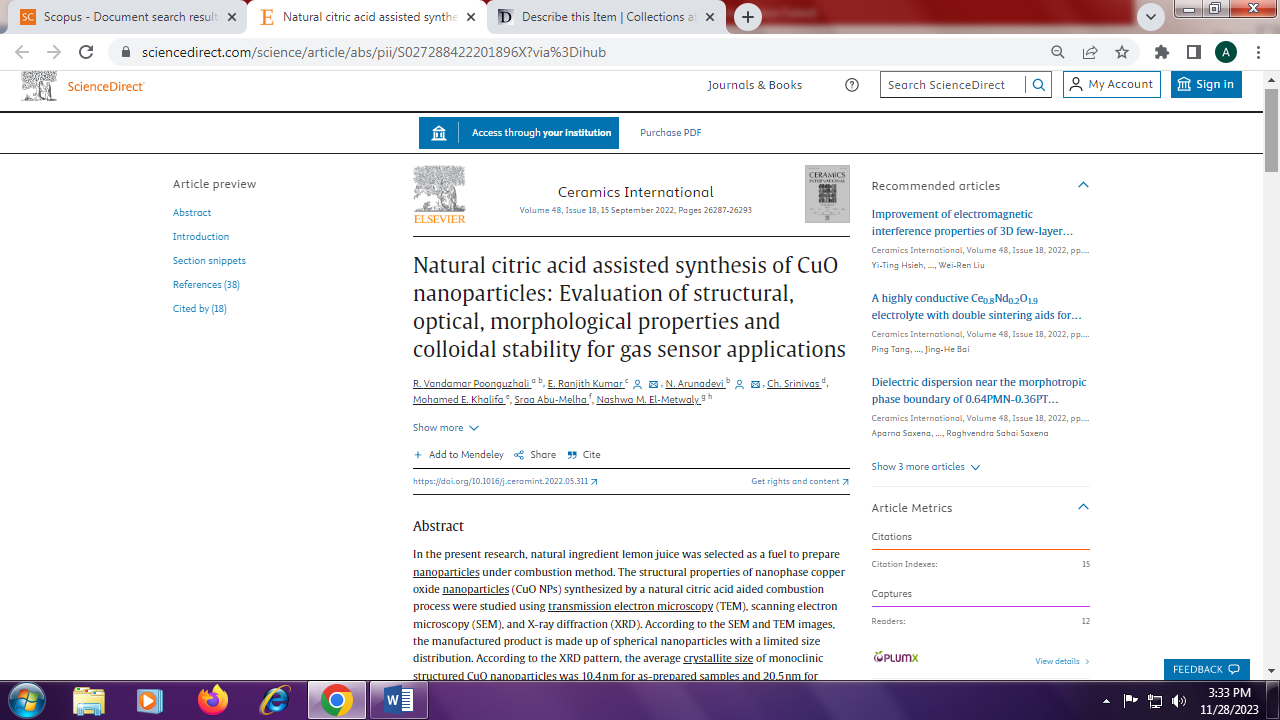 Scopus - Document search result
Natural citric acid assisted synthe
Describe this Item | Collections a
sciencedirect.com/science/article/abs/pii/S027288422201896X?via%3Dihub
A
ScienceDirect
Journals & Books
Search ScienceDirect
My Account
Sign in
Access through your institution
Purchase PDF
Article preview
Abstract
Introduction
Section snippets
References (38)
Cited by (18)
ELSEVIER
Ceramics International
Volume 48, Issue 18, 15 September 2022, Pages 26287-26293
CERAMICS
INTERNATIONAL
Natural citric acid assisted synthesis of CuO
nanoparticles: Evaluation of structural,
optical, morphological properties and
colloidal stability for gas sensor applications
R. Vandamar Poonguzhali a b, E. Ranjith Kumar c, N. Arunadevi b, Ch. Srinivas d,
Mohamed E. Khalifa e, Sraa Abu-Melha f, Nashwa M. El-Metwaly g h
Show more
Add to Mendeley Share Cite
https://doi.org/10.1016/j.ceramint.2022.05.311
Get rights and content
Abstract
In the present research, natural ingredient lemon juice was selected as a fuel to prepare
nanoparticles under combustion method. The structural properties of nanophase copper
oxide nanoparticles (CuO NPs) synthesized by a natural citric acid aided combustion
process were studied using transmission electron microscopy (TEM), scanning electron
microscopy (SEM), and X-ray diffraction (XRD). According to the SEM and TEM images,
the manufactured product is made up of spherical nanoparticles with a limited size
distribution. According to the XRD pattern, the average crystallite size of monoclinic
structured CuO nanoparticles was 10.4 nm for as-prepared samples and 20.5 nm for
Recommended articles
Improvement of electromagnetic
interference properties of 3D few-layer…
Ceramics International, Volume 48, Issue 18, 2022, pp.…
Yi-Ting Hsieh, …, Wei-Ren Liu
A highly conductive Ce0.8Nd0.2O1.9
electrolyte with double sintering aids for…
Ceramics International, Volume 48, Issue 18, 2022, pp.…
Ping Tang, …, Jing-He Bai
Dielectric dispersion near the morphotropic
phase boundary of 0.64PMN-0.36PT…
Ceramics International, Volume 48, Issue 18, 2022, pp.…
Aparna Saxena, …, Raghvendra Sahai Saxena
Show 3 more articles
Article Metrics
Citations
Citation Indexes: 15
Captures
Readers: 12
PLUMX
View details
FEEDBACK
3:33 PM
11/28/2023